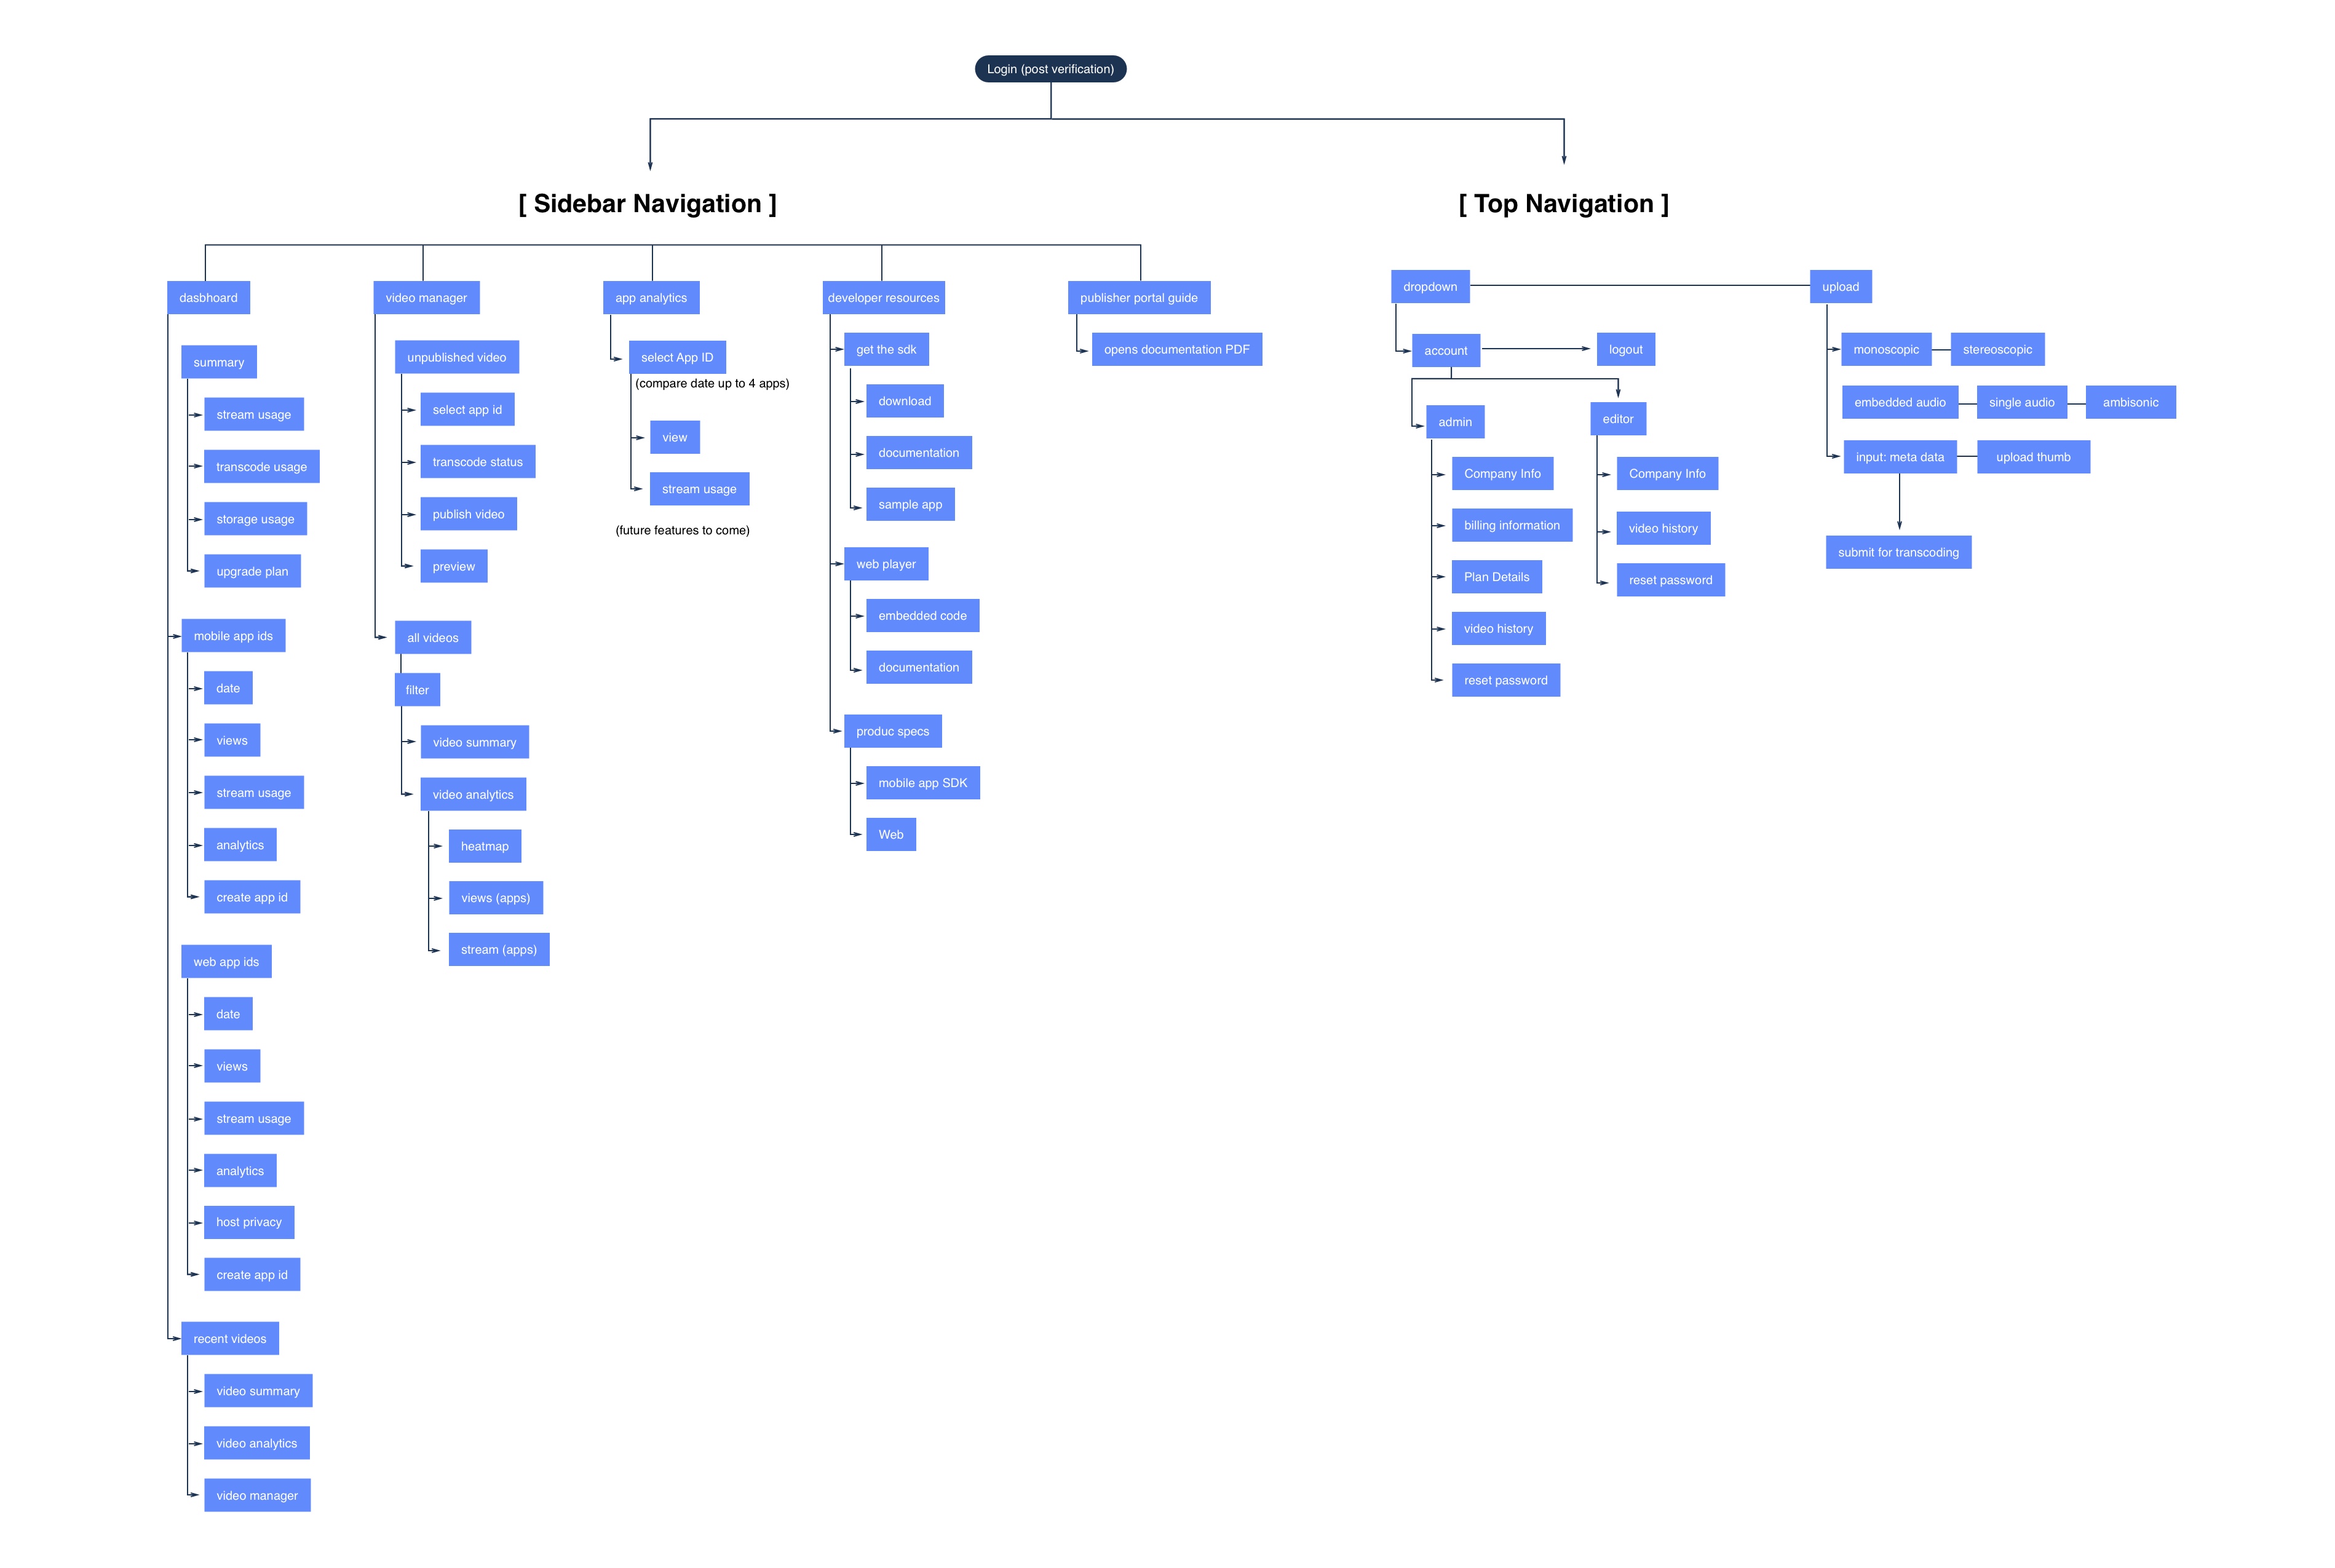 Login (post verification)
[ Sidebar Navigation ]
dasbhoard
summary
stream usage
transcode usage
storage usage
upgrade plan
mobile app ids
date
views
stream usage
analytics
create app id
web app ids
date
views
stream usage
analytics
host privacy
create app id
recent videos
video summary
video analytics
video manager
video manager
unpublished video
select app id
transcode status
publish video
preview
all videos
filter
video summary
video analytics
heatmap
views (apps)
stream (apps)
app analytics
select App ID
(compare date up to 4 apps)
view
stream usage
(future features to come)
developer resources
get the sdk
download
documentation
sample app
web player
embedded code
documentation
produc specs
mobile app SDK
Web
publisher portal guide
opens documentation PDF
[ Top Navigation ]
dropdown
account
logout
admin
Company Info
billing information
Plan Details
video history
reset password
editor
Company Info
video history
reset password
upload
monoscopic
stereoscopic
embedded audio
single audio
ambisonic
input: meta data
upload thumb
submit for transcoding